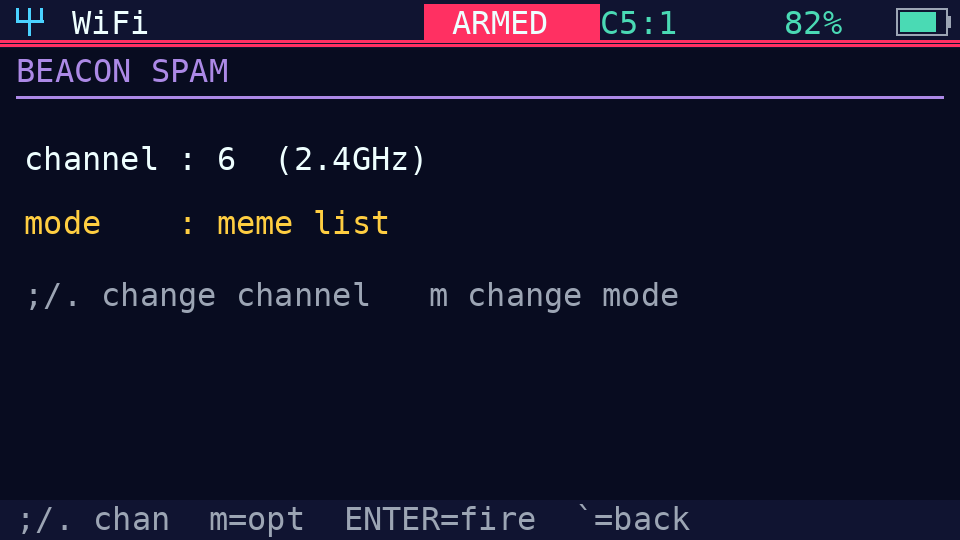 WiFi ARMED C5:1 82%
BEACON SPAM
channel : 6 (2.4GHz)
mode : meme list
;/. change channel m change mode
;/. chan m=opt ENTER=fire `=back